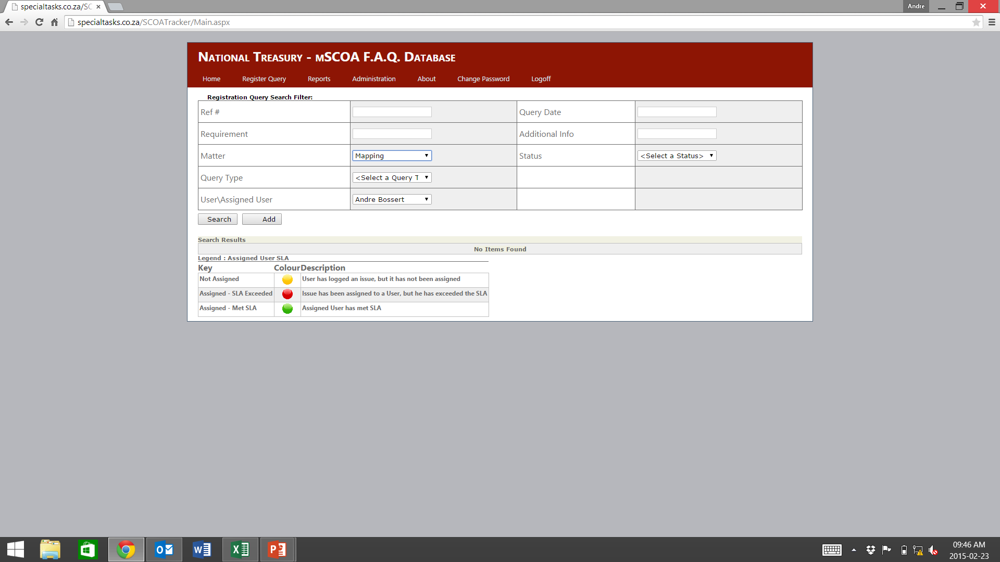 specialtasks.co.za/SC
Andre
specialtasks.co.za/SCOATracker/Main.aspx
National Treasury - mSCOA F.A.Q. Database
Home Register Query Reports Administration About Change Password Logoff
Registration Query Search Filter:
Ref # Query Date
Requirement Additional Info
Matter Mapping Status <Select a Status>
Query Type <Select a Query T
User\Assigned User Andre Bossert
Search Add
Search Results
No Items Found
Legend : Assigned User SLA
Key Colour Description
Not Assigned User has logged an issue, but it has not been assigned
Assigned - SLA Exceeded Issue has been assigned to a User, but he has exceeded the SLA
Assigned - Met SLA Assigned User has met SLA
09:46 AM
2015-02-23